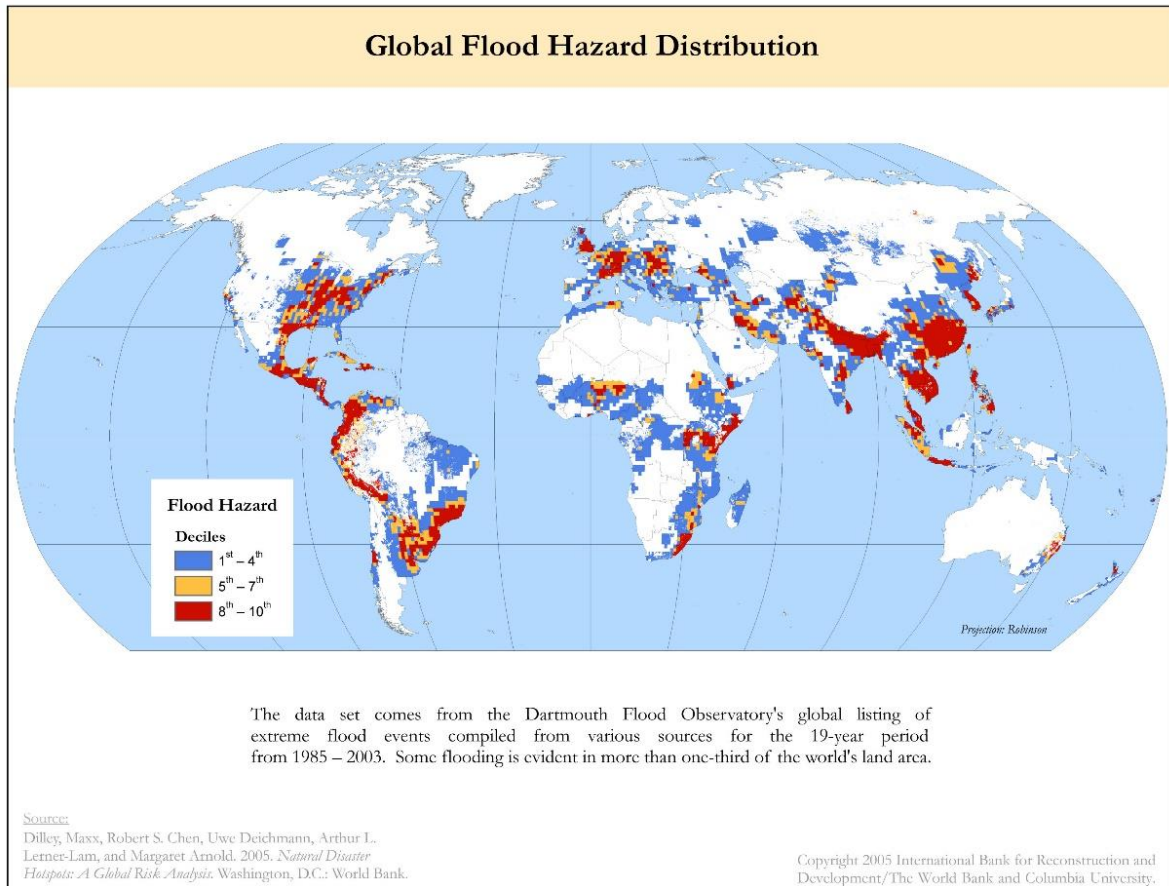 Global Flood Hazard Distribution
Flood Hazard
Deciles
1st – 4th
5th – 7th
8th – 10th
Projection: Robinson
The data set comes from the Dartmouth Flood Observatory's global listing of
extreme flood events compiled from various sources for the 19-year period
from 1985 – 2003. Some flooding is evident in more than one-third of the world's land area.
Source:
Dilley, Maxx, Robert S. Chen, Uwe Deichmann, Arthur L.
Lerner-Lam, and Margaret Arnold. 2005. Natural Disaster
Hotspots: A Global Risk Analysis. Washington, D.C.: World Bank.
Copyright 2005 International Bank for Reconstruction and
Development/The World Bank and Columbia University.